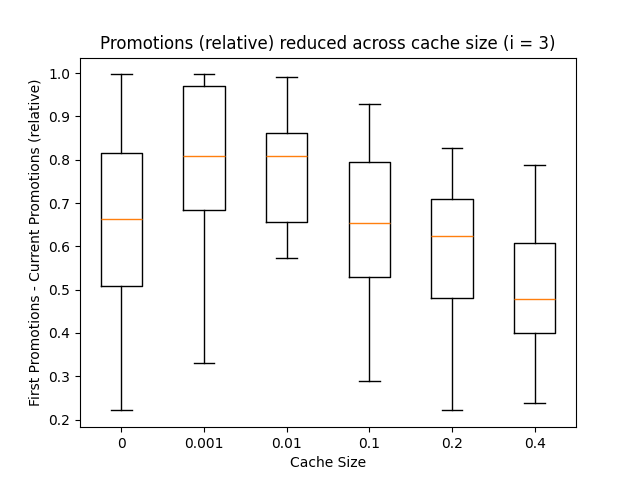 Promotions (relative) reduced across cache size (i = 3)
First Promotions - Current Promotions (relative)
1.0
0.9
0.8
0.7
0.6
0.5
0.4
0.3
0.2
0 0.001 0.01 0.1 0.2 0.4
Cache Size